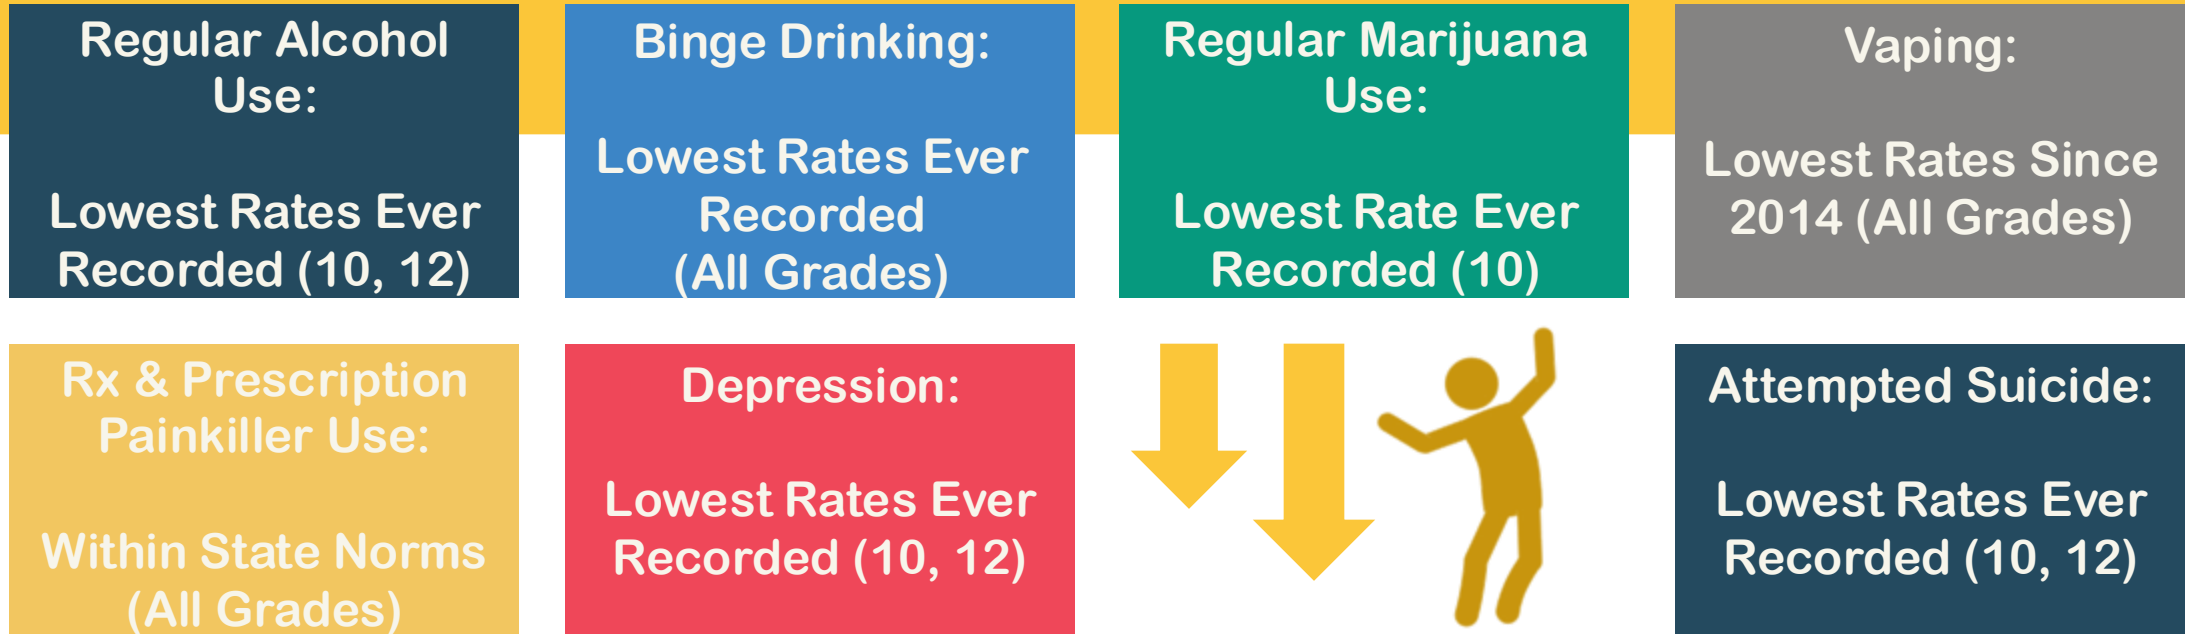 Regular Alcohol
Use:
Lowest Rates Ever
Recorded (10, 12)
Binge Drinking:
Lowest Rates Ever
Recorded
(All Grades)
Regular Marijuana
Use:
Lowest Rate Ever
Recorded (10)
Vaping:
Lowest Rates Since
2014 (All Grades)
Rx & Prescription
Painkiller Use:
Within State Norms
(All Grades)
Depression:
Lowest Rates Ever
Recorded (10, 12)
Attempted Suicide:
Lowest Rates Ever
Recorded (10, 12)